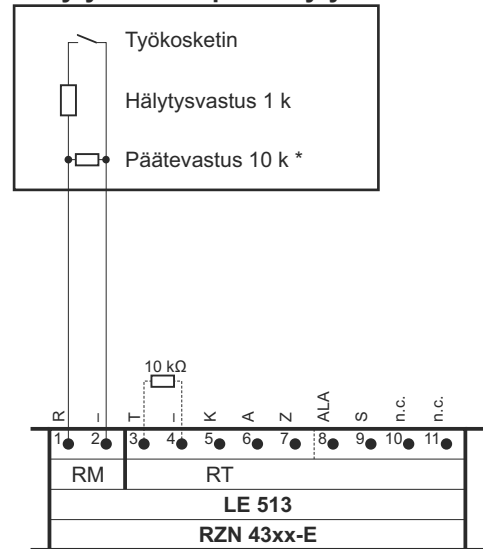 Työkosketin
Hälytysvastus 1 k
Päätevastus 10 k *
10 kΩ
R – T – K A Z ALA S n.c. n.c.
1 2 3 4 5 6 7 8 9 10 11
RM RT
LE 513
RZN 43xx-E